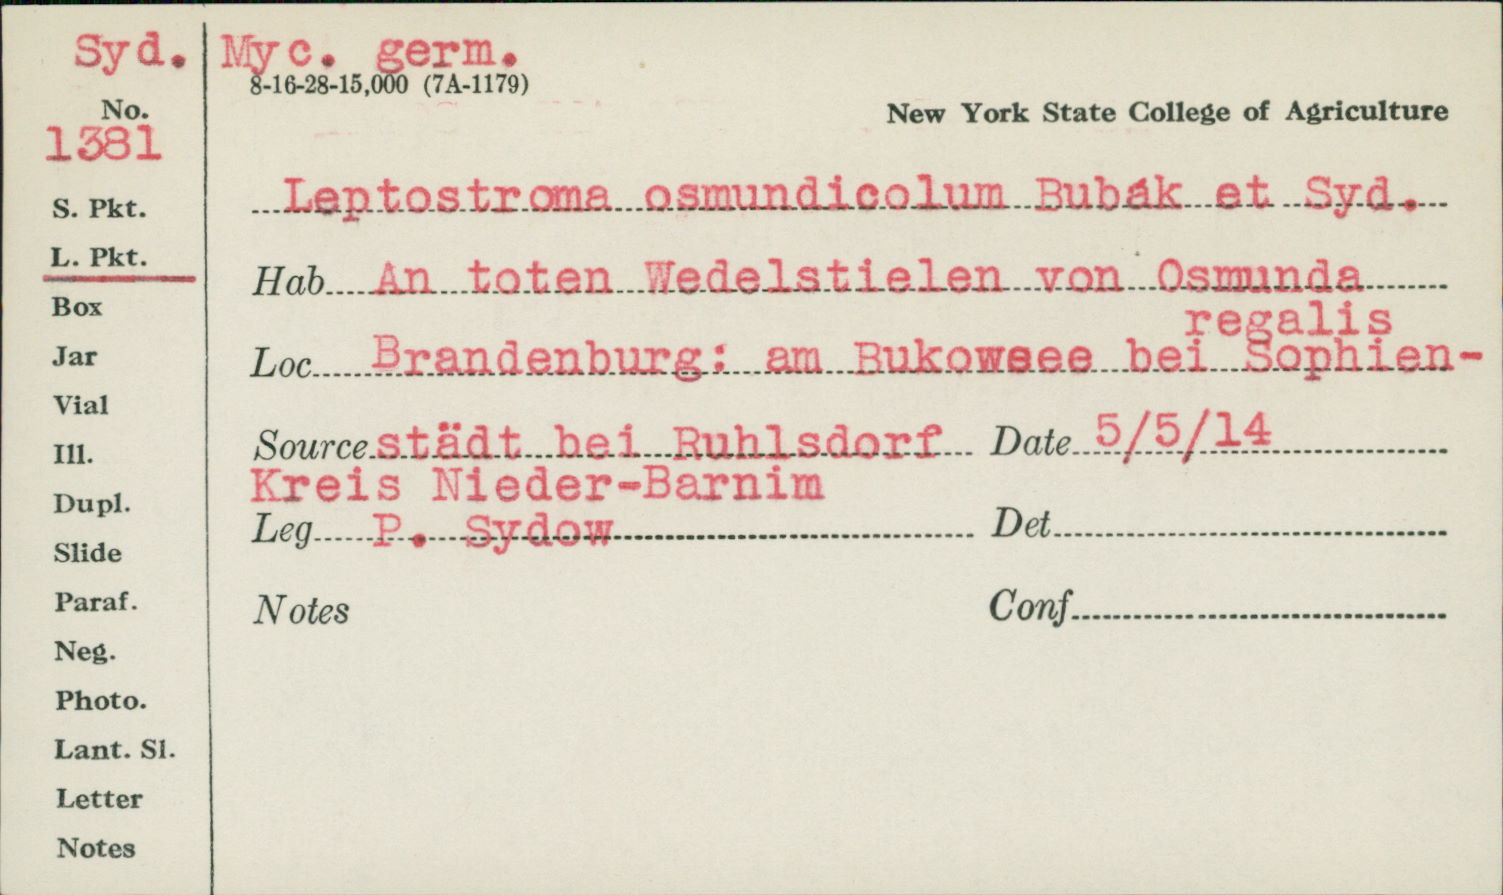 Syd. Myc. germ.
8-16-28-15,000 (7A-1179)
New York State College of Agriculture
No.
1381
S. Pkt.
L. Pkt.
Box
Jar
Vial
Ill.
Dupl.
Slide
Paraf.
Neg.
Photo.
Lant. Sl.
Letter
Notes
Leptostroma osmundicolum Bubák et Syd.
Hab An toten Wedelstielen von Osmunda
regalis
Loc Brandenburg: am Bukowsee bei Sophien-
Source städt bei Ruhlsdorf Date 5/5/14
Kreis Nieder-Barnim
Leg P. Sydow Det
Notes Conf